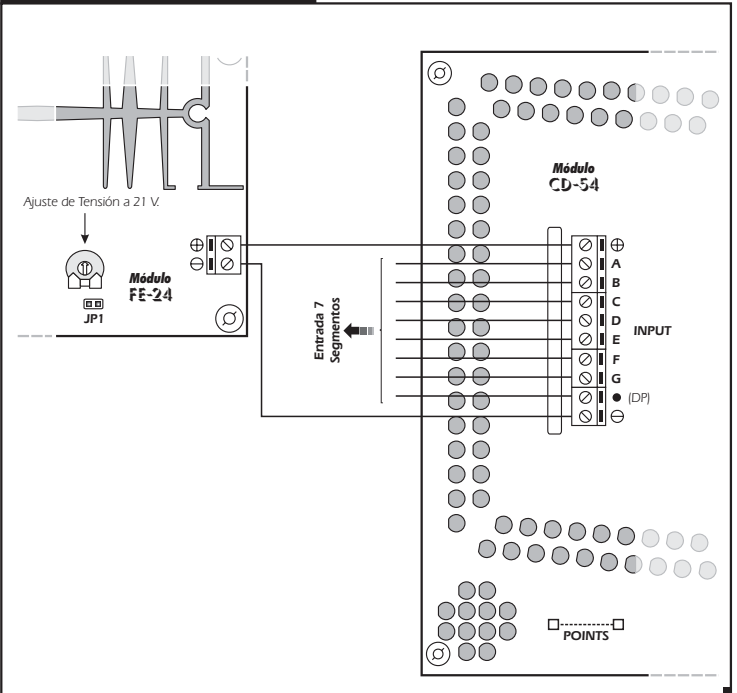 Ajuste de Tensión a 21 V.
Módulo
FE-24
JP1
Entrada 7
Segmentos
Módulo
CD-54
A
B
C
D
E
F
G
(DP)
INPUT
POINTS